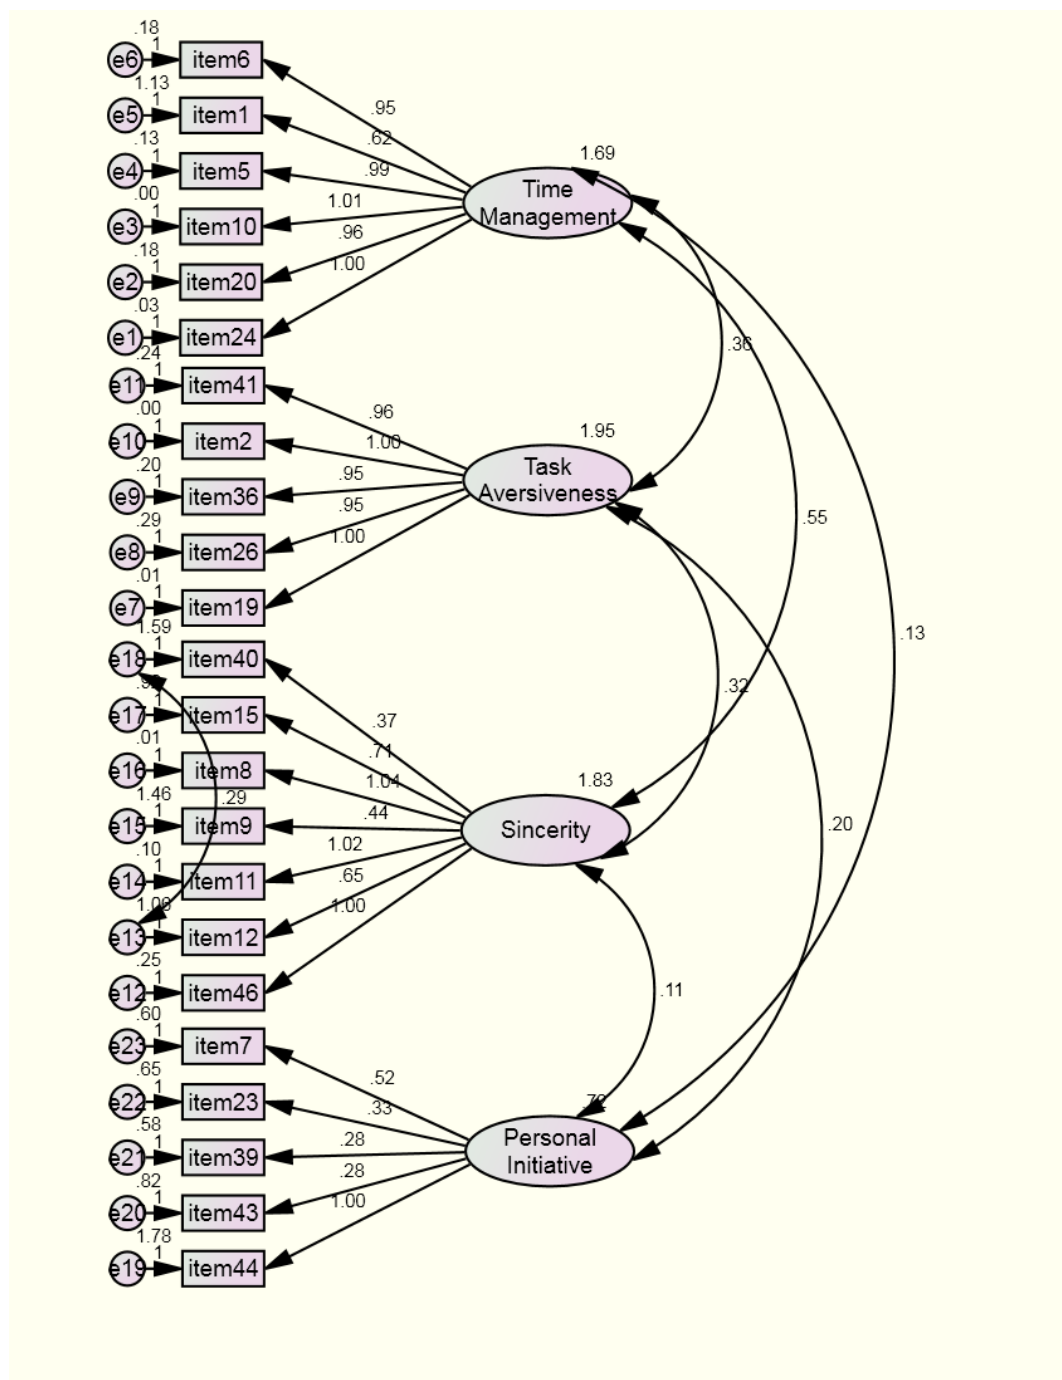 .18
e6 1 item6
1.13
e5 1 item1
.13
e4 1 item5
.00
e3 1 item10
.18
e2 1 item20
.03
e1 1 item24
.95
.62
.99
1.01
.96
1.00
1.69
Time
Management
.24
e11 1 item41
.00
e10 1 item2
.20
e9 1 item36
.29
e8 1 item26
.01
e7 1 item19
.96
1.00
.95
.95
1.00
1.95
Task
Aversiveness
1.59
e18 1 item40
e17 1 item15
.01
e16 1 item8
1.46
e15 1 item9
.10
e14 1 item11
e13 1 item12
.25
e12 1 item46
.29
.37
.71
1.04
.44
1.02
.65
1.00
1.83
Sincerity
.60
e23 1 item7
.65
e22 1 item23
.58
e21 1 item39
.82
e20 1 item43
1.78
e19 1 item44
.52
.33
.28
.28
1.00
Personal
Initiative
.36
.55
.13
.32
.20
.11